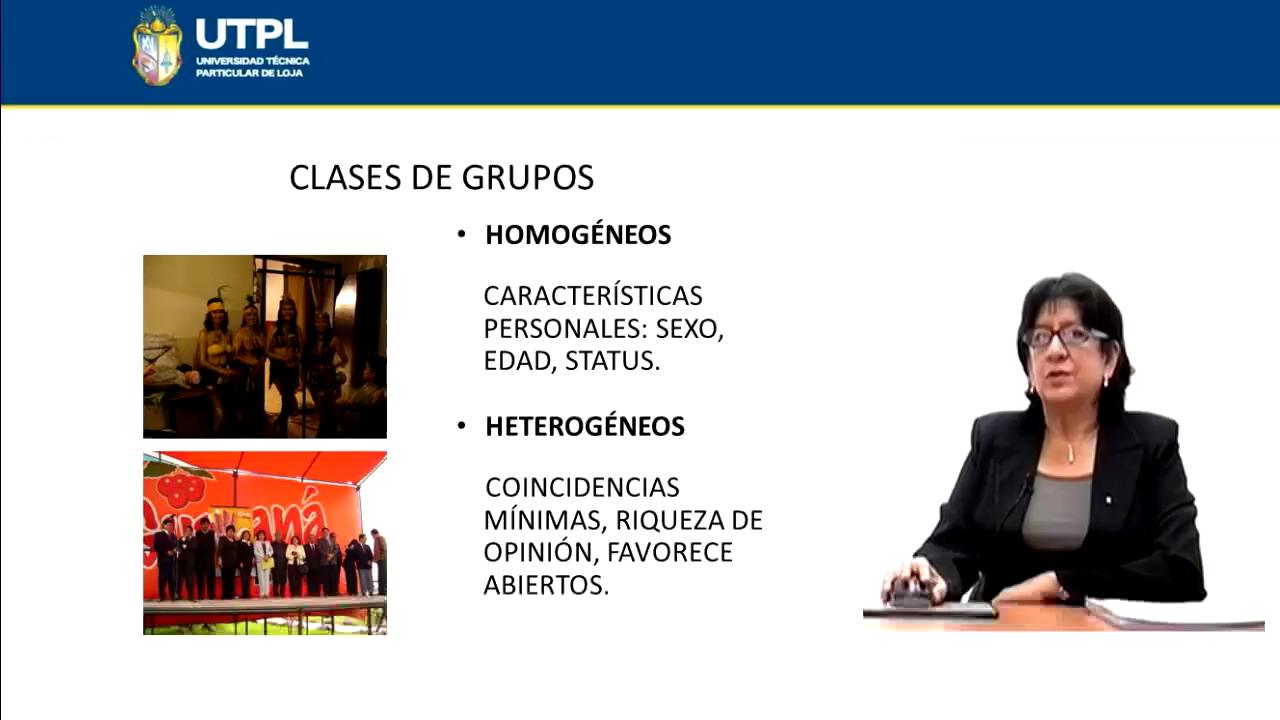 UTPL
UNIVERSIDAD TÉCNICA
PARTICULAR DE LOJA
CLASES DE GRUPOS
• HOMOGÉNEOS
CARACTERÍSTICAS
PERSONALES: SEXO,
EDAD, STATUS.
• HETEROGÉNEOS
COINCIDENCIAS
MÍNIMAS, RIQUEZA DE
OPINIÓN, FAVORECE
ABIERTOS.